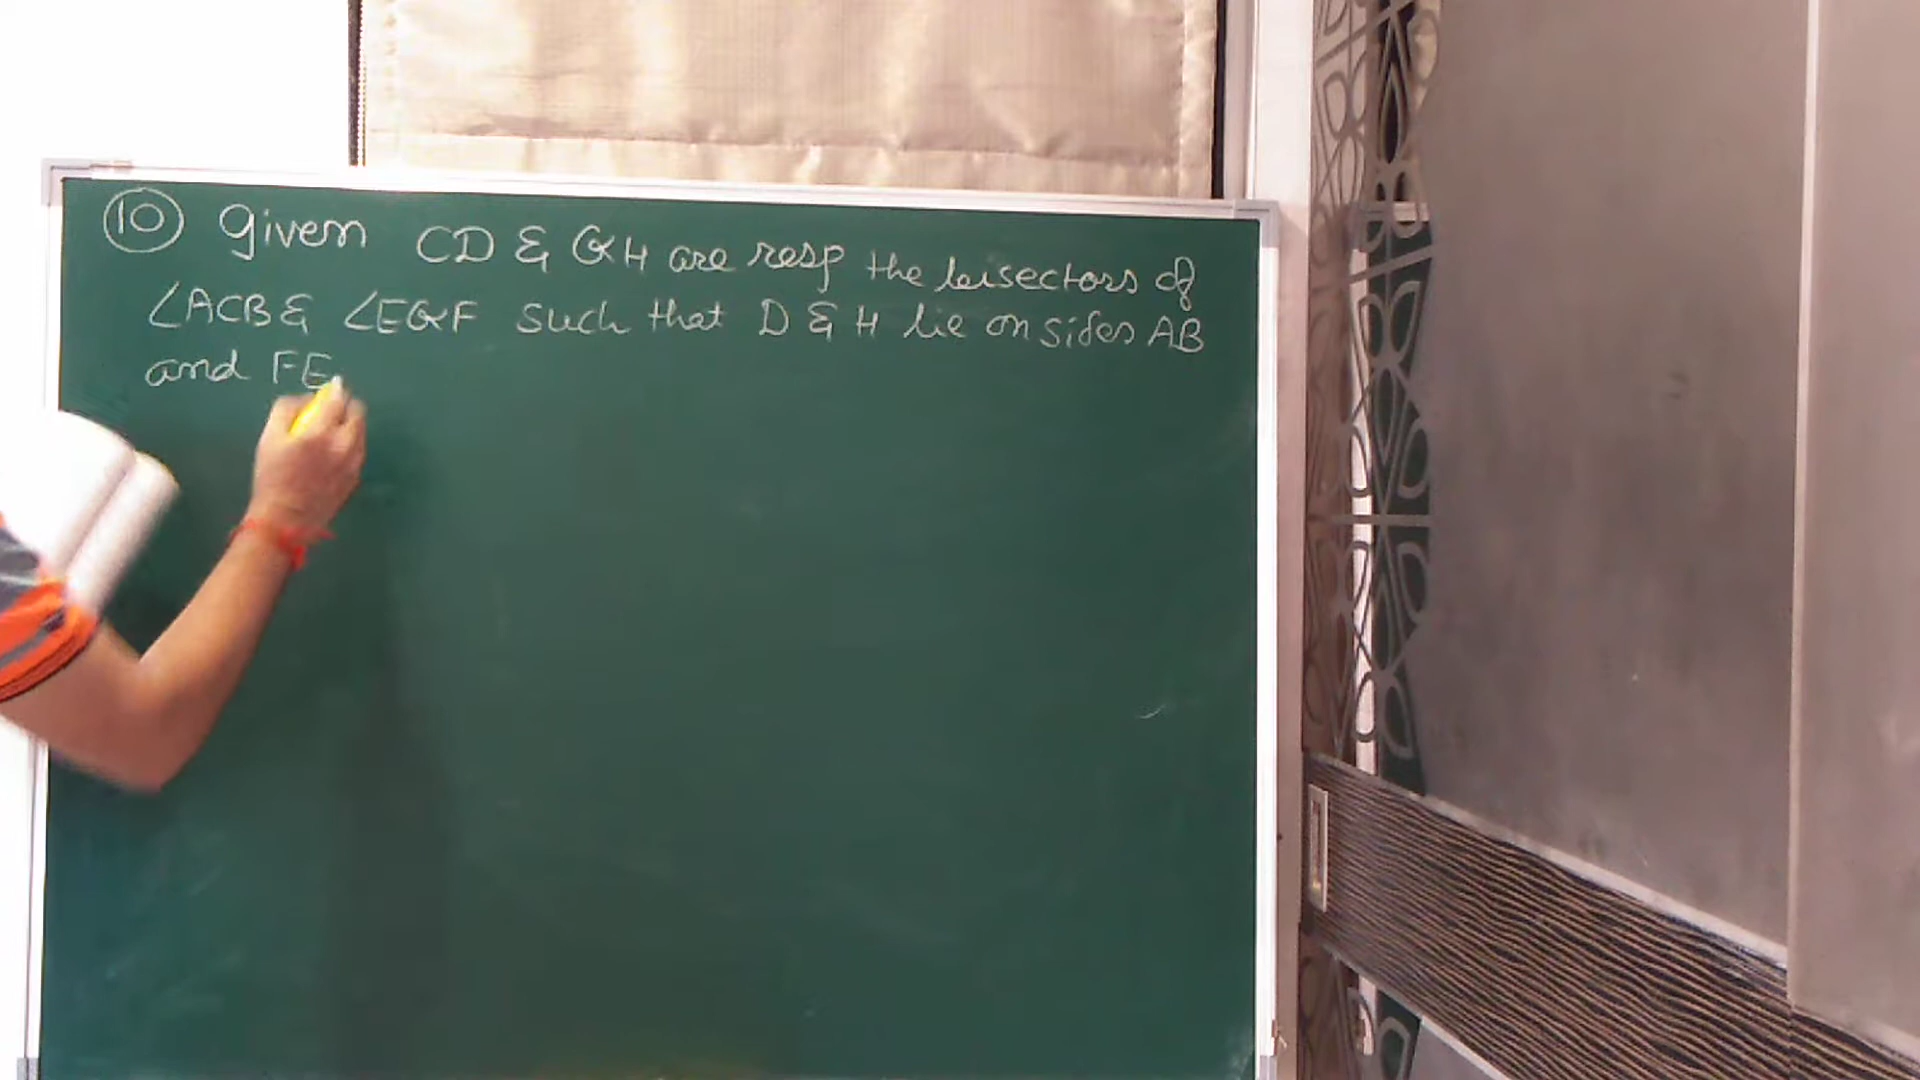 10 Given CD & GH are resp the bisectors of
∠ACB & ∠EGF such that D & H lie on sides AB
and FE